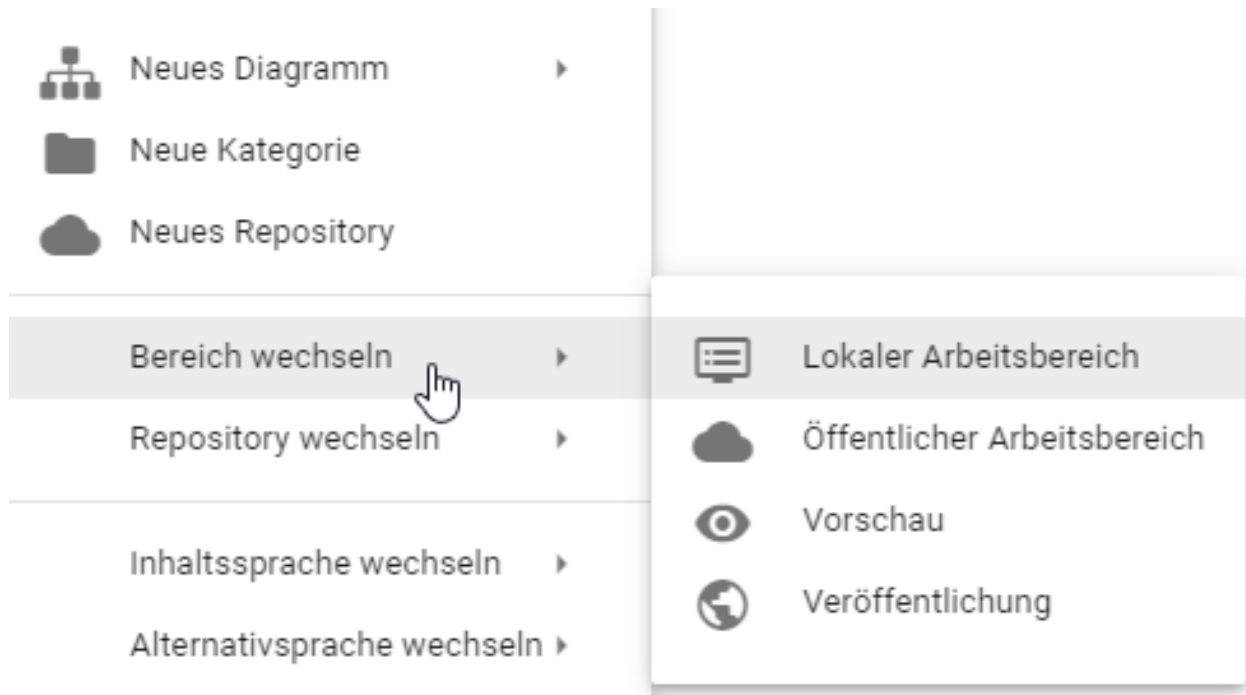 Neues Diagramm
Neue Kategorie
Neues Repository
Bereich wechseln
Repository wechseln
Inhaltssprache wechseln
Alternativsprache wechseln
Lokaler Arbeitsbereich
Öffentlicher Arbeitsbereich
Vorschau
Veröffentlichung